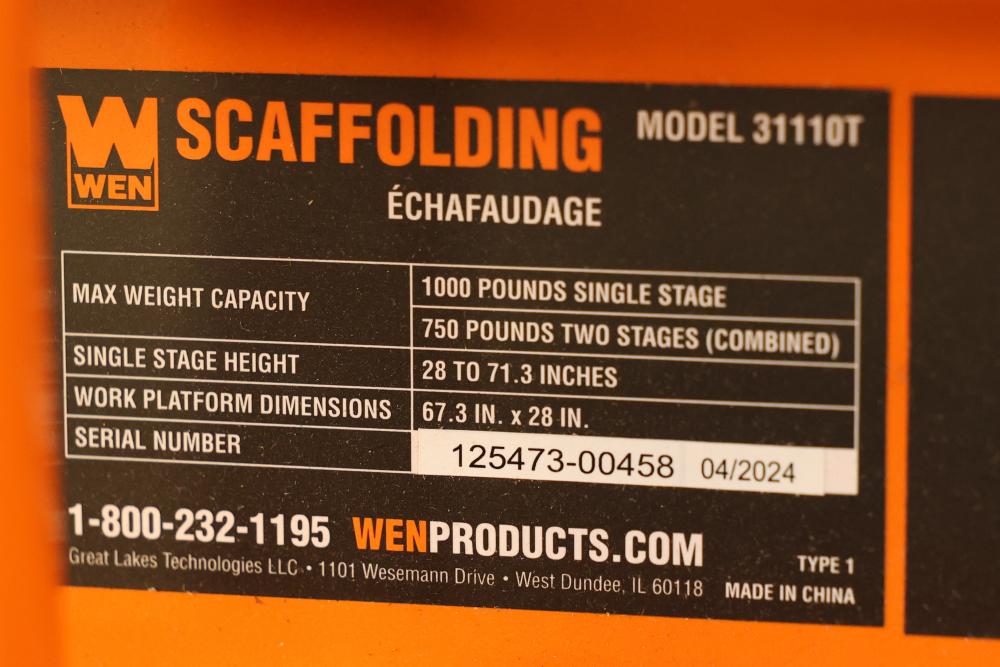 WEN
SCAFFOLDING
MODEL 31110T
ÉCHAFAUDAGE
MAX WEIGHT CAPACITY
1000 POUNDS SINGLE STAGE
750 POUNDS TWO STAGES (COMBINED)
SINGLE STAGE HEIGHT
28 TO 71.3 INCHES
WORK PLATFORM DIMENSIONS
67.3 IN. x 28 IN.
SERIAL NUMBER
125473-00458 04/2024
1-800-232-1195 WENPRODUCTS.COM
Great Lakes Technologies LLC • 1101 Wesemann Drive • West Dundee, IL 60118
TYPE 1
MADE IN CHINA